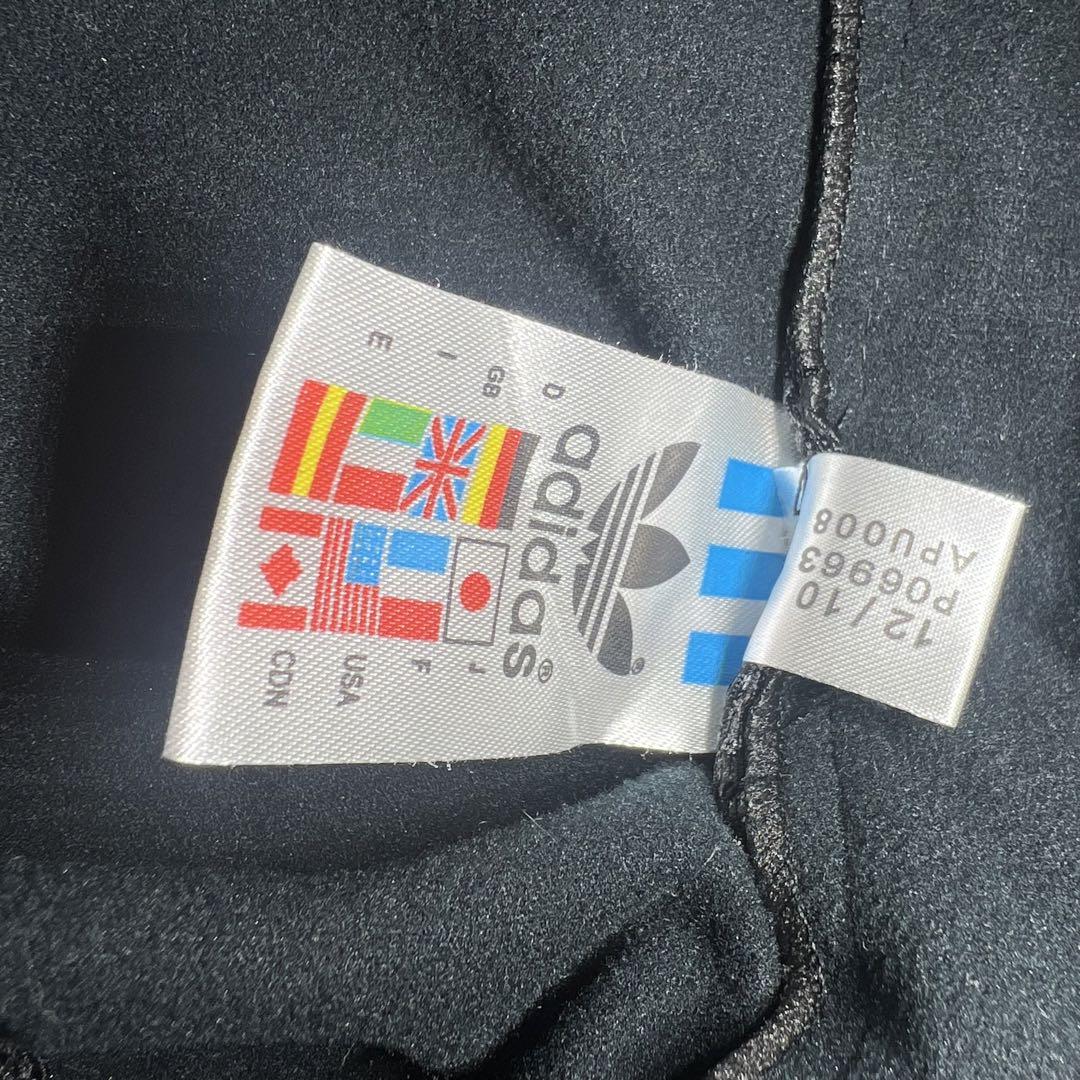 adidas®
®
D
GB
I
E
J
F
USA
CDN
12/10
P06963
APU008